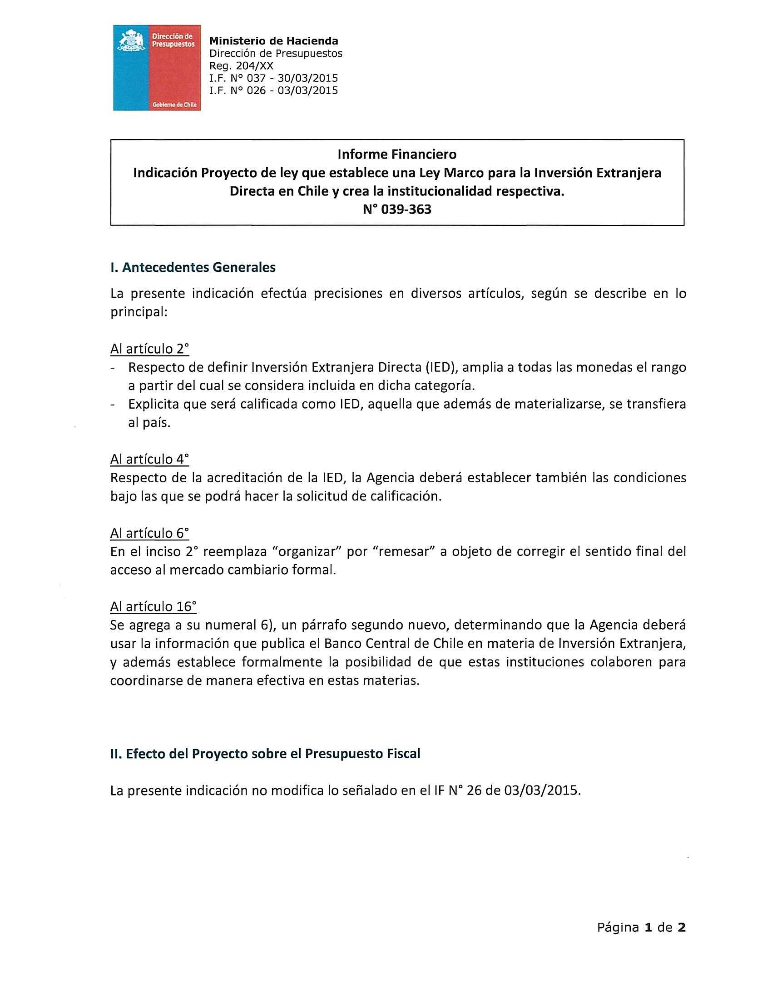 Dirección de
Presupuestos
Gobierno de Chile
Ministerio de Hacienda
Dirección de Presupuestos
Reg. 204/XX
I.F. N° 037 - 30/03/2015
I.F. N° 026 - 03/03/2015
Informe Financiero
Indicación Proyecto de ley que establece una Ley Marco para la Inversión Extranjera
Directa en Chile y crea la institucionalidad respectiva.
N° 039-363
I. Antecedentes Generales
La presente indicación efectúa precisiones en diversos artículos, según se describe en lo
principal:
Al artículo 2°
- Respecto de definir Inversión Extranjera Directa (IED), amplia a todas las monedas el rango
a partir del cual se considera incluida en dicha categoría.
- Explicita que será calificada como IED, aquella que además de materializarse, se transfiera
al país.
Al artículo 4°
Respecto de la acreditación de la IED, la Agencia deberá establecer también las condiciones
bajo las que se podrá hacer la solicitud de calificación.
Al artículo 6°
En el inciso 2° reemplaza “organizar” por “remesar” a objeto de corregir el sentido final del
acceso al mercado cambiario formal.
Al artículo 16°
Se agrega a su numeral 6), un párrafo segundo nuevo, determinando que la Agencia deberá
usar la información que publica el Banco Central de Chile en materia de Inversión Extranjera,
y además establece formalmente la posibilidad de que estas instituciones colaboren para
coordinarse de manera efectiva en estas materias.
II. Efecto del Proyecto sobre el Presupuesto Fiscal
La presente indicación no modifica lo señalado en el IF N° 26 de 03/03/2015.
Página 1 de 2